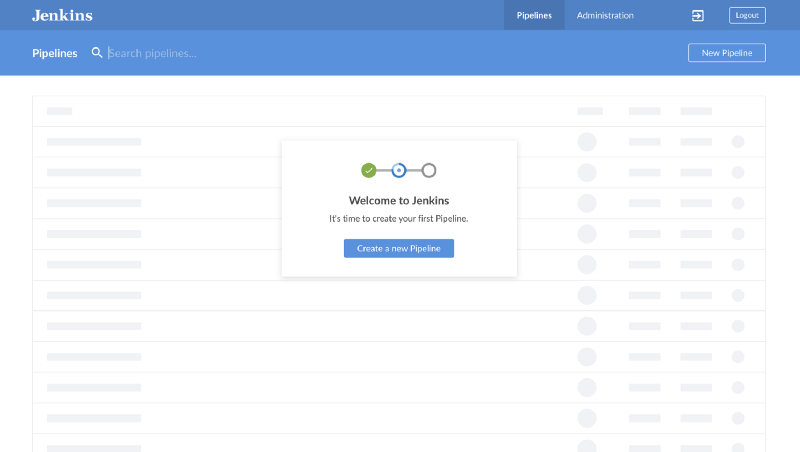 Jenkins
Pipelines
Administration
Logout
Pipelines
Search pipelines...
New Pipeline
Welcome to Jenkins
It's time to create your first Pipeline.
Create a new Pipeline